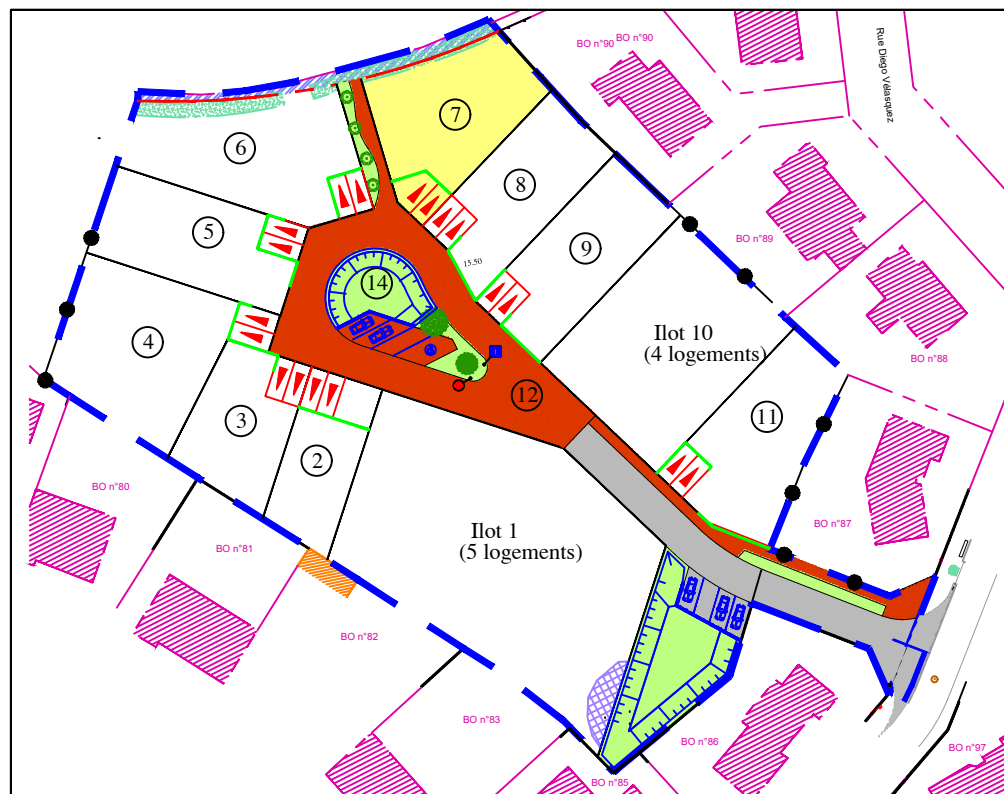 BO n°90
BO n°90
Rue Diego Vélasquez
7
6
8
5
BO n°89
9
15.50
14
Ilot 10
(4 logements)
4
BO n°88
12
11
3
2
BO n°80
Ilot 1
(5 logements)
BO n°87
BO n°81
BO n°82
BO n°83
BO n°86
BO n°97
BO n°85